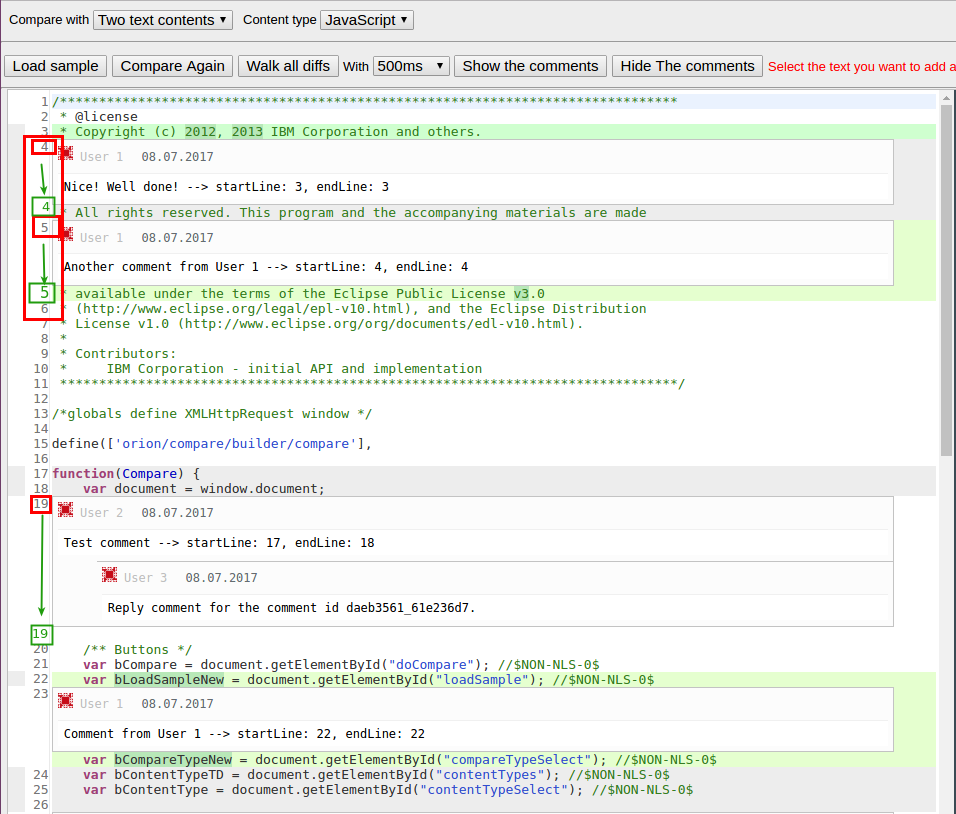 Compare with Two text contents ▼ Content type JavaScript ▼
Load sample Compare Again Walk all diffs With 500ms ▼ Show the comments Hide The comments Select the text you want to add a
1 /*******************************************************************************
2 * @license
3 * Copyright (c) 2012, 2013 IBM Corporation and others.
4 User 1 08.07.2017
Nice! Well done! --> startLine: 3, endLine: 3
4 * All rights reserved. This program and the accompanying materials are made
5 User 1 08.07.2017
Another comment from User 1 --> startLine: 4, endLine: 4
5 * available under the terms of the Eclipse Public License v3.0
6 * (http://www.eclipse.org/legal/epl-v10.html), and the Eclipse Distribution
7 * License v1.0 (http://www.eclipse.org/org/documents/edl-v10.html).
8 *
9 * Contributors:
10 *     IBM Corporation - initial API and implementation
11 *******************************************************************************/
12
13 /*globals define XMLHttpRequest window */
14
15 define(['orion/compare/builder/compare'],
16
17 function(Compare) {
18     var document = window.document;
19 User 2 08.07.2017
Test comment --> startLine: 17, endLine: 18
User 3 08.07.2017
Reply comment for the comment id daeb3561_61e236d7.
19
20     /** Buttons */
21     var bCompare = document.getElementById("doCompare"); //$NON-NLS-0$
22     var bLoadSampleNew = document.getElementById("loadSample"); //$NON-NLS-0$
23 User 1 08.07.2017
Comment from User 1 --> startLine: 22, endLine: 22
var bCompareTypeNew = document.getElementById("compareTypeSelect"); //$NON-NLS-0$
24     var bContentTypeTD = document.getElementById("contentTypes"); //$NON-NLS-0$
25     var bContentType = document.getElementById("contentTypeSelect"); //$NON-NLS-0$
26